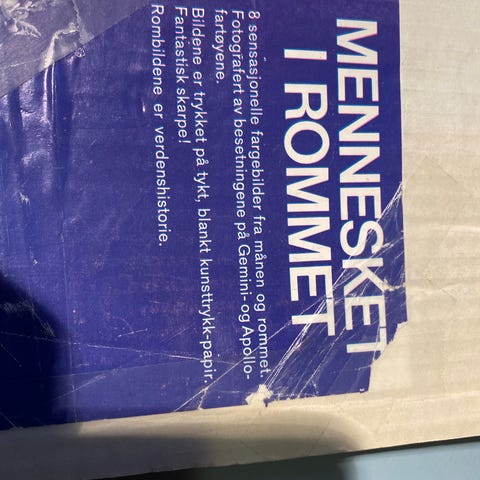 MENNESKET
I ROMMET
8 sensasjonelle fargebilder fra månen og rommet.
Fotografert av besetningene på Gemini- og Apollo-
fartøyene.
Bildene er trykket på tykt, blankt kunsttrykk-papir.
Fantastisk skarpe!
Rombildene er verdenshistorie.